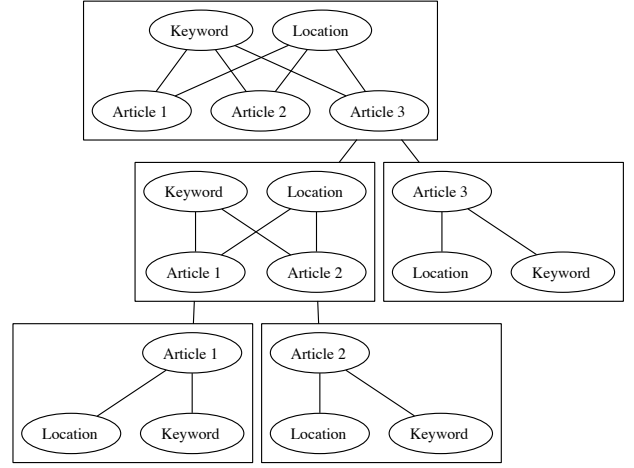 Keyword Location
Article 1 Article 2 Article 3
Keyword Location Article 3
Article 1 Article 2 Location Keyword
Article 1 Article 2
Location Keyword Location Keyword